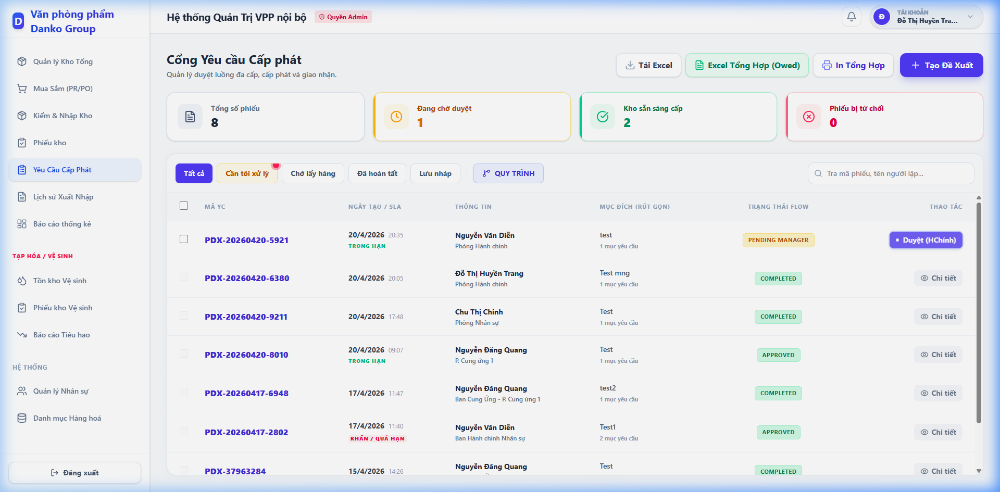 D
Văn phòng phẩm
Danko Group
Quản lý Kho Tổng
Mua Sắm (PR/PO)
Kiểm & Nhập Kho
Phiếu kho
Yêu Cầu Cấp Phát
Lịch sử Xuất Nhập
Báo cáo thống kê
TẠP HÓA / VỆ SINH
Tồn kho Vệ sinh
Phiếu kho Vệ sinh
Báo cáo Tiêu hao
HỆ THỐNG
Quản lý Nhân sự
Danh mục Hàng hoá
Đăng xuất
Hệ thống Quản Trị VPP nội bộ
Quyền Admin
Đ
TÀI KHOẢN
Đỗ Thị Huyền Tra...
Cổng Yêu cầu Cấp phát
Quản lý duyệt luồng đa cấp, cấp phát và giao nhận.
Tải Excel
Excel Tổng Hợp (Owed)
In Tổng Hợp
Tạo Đề Xuất
Tổng số phiếu
8
Đang chờ duyệt
1
Kho sẵn sàng cấp
2
Phiếu bị từ chối
0
Tất cả
Cần tôi xử lý
Chờ lấy hàng
Đã hoàn tất
Lưu nháp
QUY TRÌNH
Tra mã phiếu, tên người lập...
MÃ YC NGÀY TẠO / SLA THÔNG TIN MỤC ĐÍCH (RÚT GỌN) TRẠNG THÁI FLOW THAO TÁC
PDX-20260420-5921
20/4/2026 20:35
TRONG HẠN
Nguyễn Văn Diễn
Phòng Hành chính
test
1 mục yêu cầu
PENDING MANAGER
Duyệt (HChính)
PDX-20260420-6380
20/4/2026 20:05
Đỗ Thị Huyền Trang
Phòng Hành chính
Test mng
1 mục yêu cầu
COMPLETED
Chi tiết
PDX-20260420-9211
20/4/2026 17:48
Chu Thị Chinh
Phòng Nhân sự
Test
1 mục yêu cầu
COMPLETED
Chi tiết
PDX-20260420-8010
20/4/2026 09:07
TRONG HẠN
Nguyễn Đăng Quang
P. Cung ứng 1
Test
1 mục yêu cầu
APPROVED
Chi tiết
PDX-20260417-6948
17/4/2026 11:47
Nguyễn Đăng Quang
Ban Cung Ứng - P. Cung ứng 1
test2
1 mục yêu cầu
COMPLETED
Chi tiết
PDX-20260417-2802
17/4/2026 11:40
KHẨN / QUÁ HẠN
Nguyễn Văn Diễn
Ban Hành chính Nhân sự
Test1
2 mục yêu cầu
APPROVED
Chi tiết
PDX-37963284
15/4/2026 14:26
Nguyễn Đăng Quang
Test
COMPLETED
Chi tiết